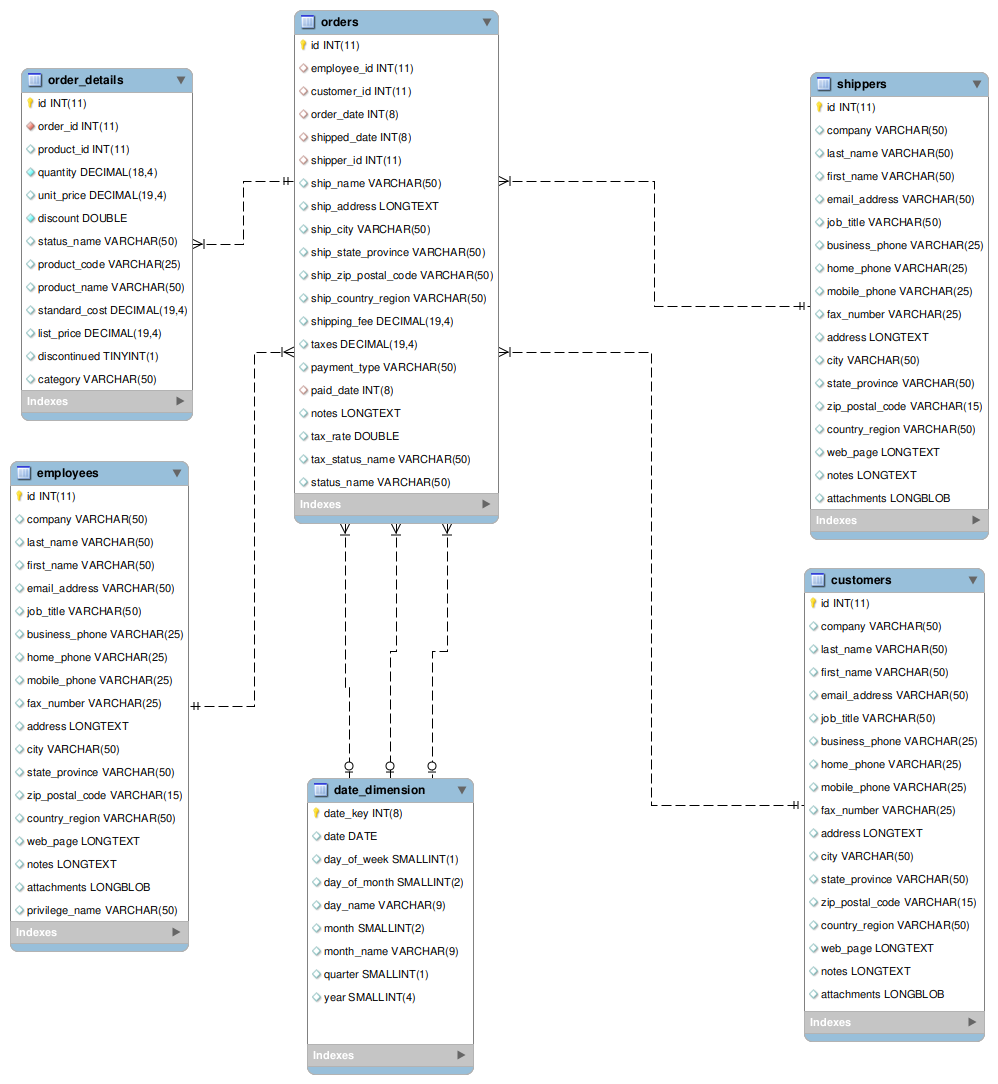 orders
id INT(11)
employee_id INT(11)
customer_id INT(11)
order_date INT(8)
shipped_date INT(8)
shipper_id INT(11)
ship_name VARCHAR(50)
ship_address LONGTEXT
ship_city VARCHAR(50)
ship_state_province VARCHAR(50)
ship_zip_postal_code VARCHAR(50)
ship_country_region VARCHAR(50)
shipping_fee DECIMAL(19,4)
taxes DECIMAL(19,4)
payment_type VARCHAR(50)
paid_date INT(8)
notes LONGTEXT
tax_rate DOUBLE
tax_status_name VARCHAR(50)
status_name VARCHAR(50)
Indexes
order_details
id INT(11)
order_id INT(11)
product_id INT(11)
quantity DECIMAL(18,4)
unit_price DECIMAL(19,4)
discount DOUBLE
status_name VARCHAR(50)
product_code VARCHAR(25)
product_name VARCHAR(50)
standard_cost DECIMAL(19,4)
list_price DECIMAL(19,4)
discontinued TINYINT(1)
category VARCHAR(50)
Indexes
shippers
id INT(11)
company VARCHAR(50)
last_name VARCHAR(50)
first_name VARCHAR(50)
email_address VARCHAR(50)
job_title VARCHAR(50)
business_phone VARCHAR(25)
home_phone VARCHAR(25)
mobile_phone VARCHAR(25)
fax_number VARCHAR(25)
address LONGTEXT
city VARCHAR(50)
state_province VARCHAR(50)
zip_postal_code VARCHAR(15)
country_region VARCHAR(50)
web_page LONGTEXT
notes LONGTEXT
attachments LONGBLOB
Indexes
employees
id INT(11)
company VARCHAR(50)
last_name VARCHAR(50)
first_name VARCHAR(50)
email_address VARCHAR(50)
job_title VARCHAR(50)
business_phone VARCHAR(25)
home_phone VARCHAR(25)
mobile_phone VARCHAR(25)
fax_number VARCHAR(25)
address LONGTEXT
city VARCHAR(50)
state_province VARCHAR(50)
zip_postal_code VARCHAR(15)
country_region VARCHAR(50)
web_page LONGTEXT
notes LONGTEXT
attachments LONGBLOB
privilege_name VARCHAR(50)
Indexes
customers
id INT(11)
company VARCHAR(50)
last_name VARCHAR(50)
first_name VARCHAR(50)
email_address VARCHAR(50)
job_title VARCHAR(50)
business_phone VARCHAR(25)
home_phone VARCHAR(25)
mobile_phone VARCHAR(25)
fax_number VARCHAR(25)
address LONGTEXT
city VARCHAR(50)
state_province VARCHAR(50)
zip_postal_code VARCHAR(15)
country_region VARCHAR(50)
web_page LONGTEXT
notes LONGTEXT
attachments LONGBLOB
Indexes
date_dimension
date_key INT(8)
date DATE
day_of_week SMALLINT(1)
day_of_month SMALLINT(2)
day_name VARCHAR(9)
month SMALLINT(2)
month_name VARCHAR(9)
quarter SMALLINT(1)
year SMALLINT(4)
Indexes